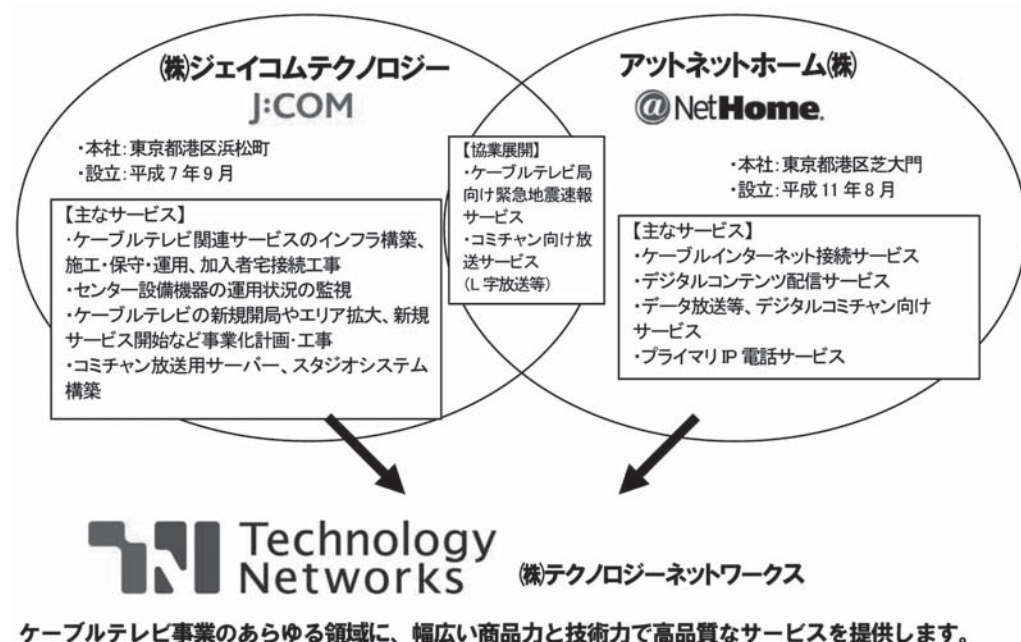 (株)ジェイコムテクノロジー
J:COM
・本社:東京都港区浜松町
・設立:平成7年9月
【主なサービス】
・ケーブルテレビ関連サービスのインフラ構築、
施工・保守・運用、加入者宅接続工事
・センター設備機器の運用状況の監視
・ケーブルテレビの新規開局やエリア拡大、新規
サービス開始など事業化計画・工事
・コミチャン放送用サーバー、スタジオシステム
構築
【協業展開】
・ケーブルテレビ局
向け緊急地震速報
サービス
・コミチャン向け放
送サービス
(L字放送等)
アットネットホーム(株)
@NetHome.
・本社:東京都港区芝大門
・設立:平成11年8月
【主なサービス】
・ケーブルインターネット接続サービス
・デジタルコンテンツ配信サービス
・データ放送等、デジタルコミチャン向け
サービス
・プライマリIP電話サービス
TN
Technology
Networks
(株)テクノロジーネットワークス
ケーブルテレビ事業のあらゆる領域に、幅広い商品力と技術力で高品質なサービスを提供します。